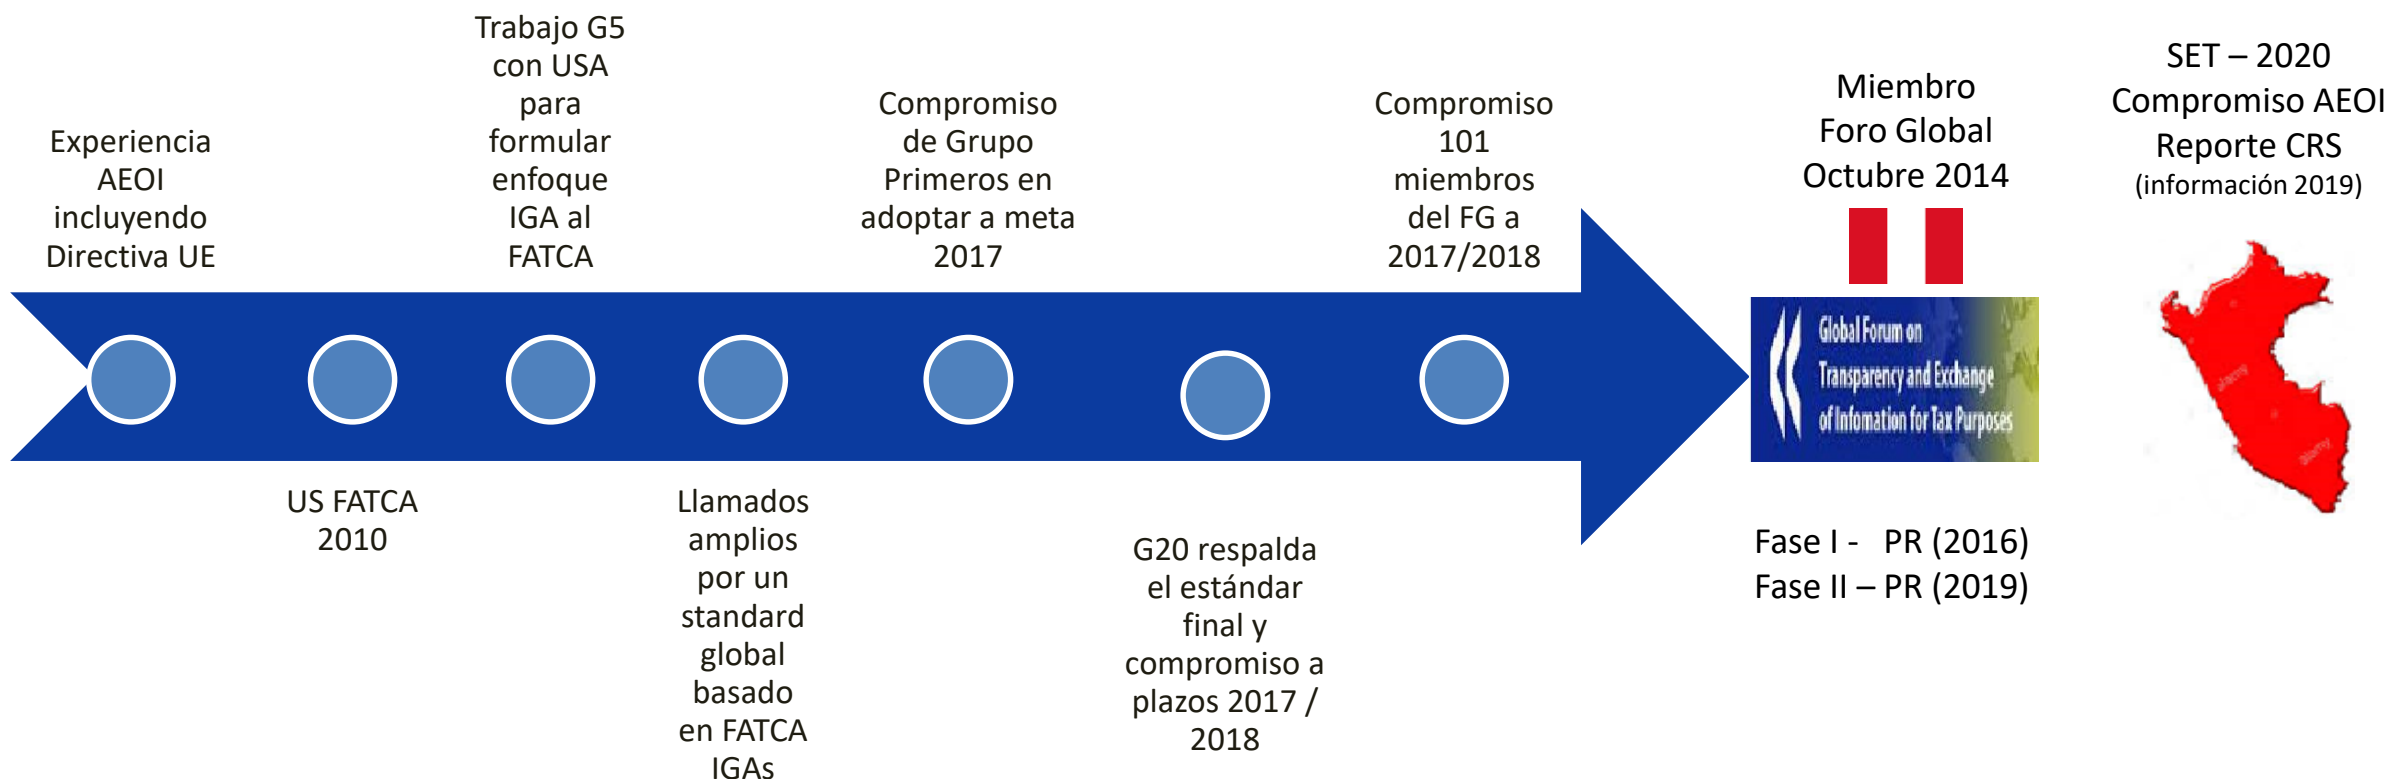 Experiencia
AEOI
incluyendo
Directiva UE
US FATCA
2010
Trabajo G5
con USA
para
formular
enfoque
IGA al
FATCA
Llamados
amplios
por un
standard
global
basado
en FATCA
IGAs
Compromiso
de Grupo
Primeros en
adoptar a meta
2017
G20 respalda
el estándar
final y
compromiso a
plazos 2017 /
2018
Compromiso
101
miembros
del FG a
2017/2018
Miembro
Foro Global
Octubre 2014
Global Forum on
Transparency and Exchange
of Infomation for Tax Purposes
Fase I - PR (2016)
Fase II – PR (2019)
SET – 2020
Compromiso AEOI
Reporte CRS
(información 2019)
alamy
alamy